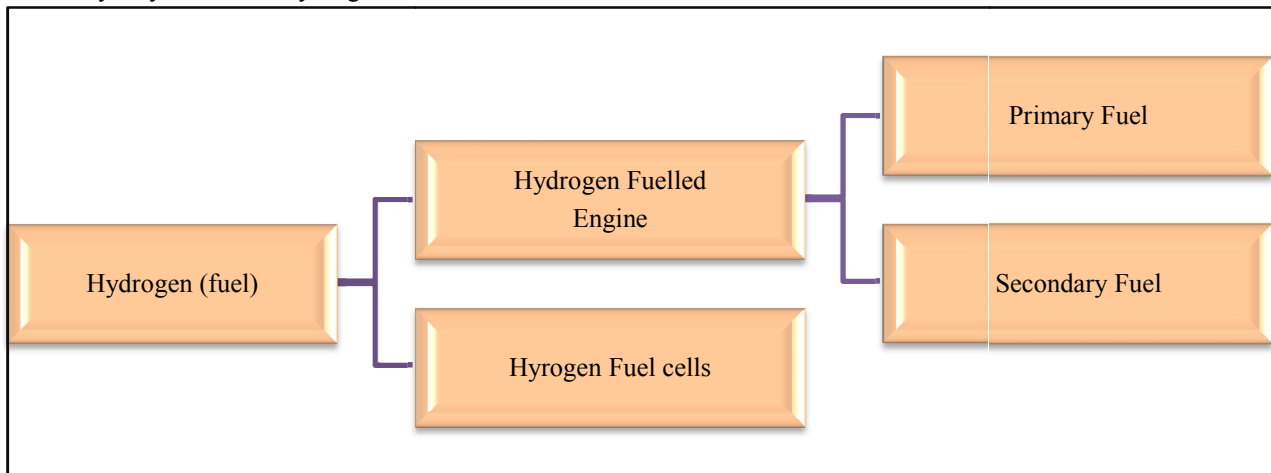 Hydrogen (fuel)
Hydrogen Fuelled
Engine
Hyrogen Fuel cells
Primary Fuel
Secondary Fuel